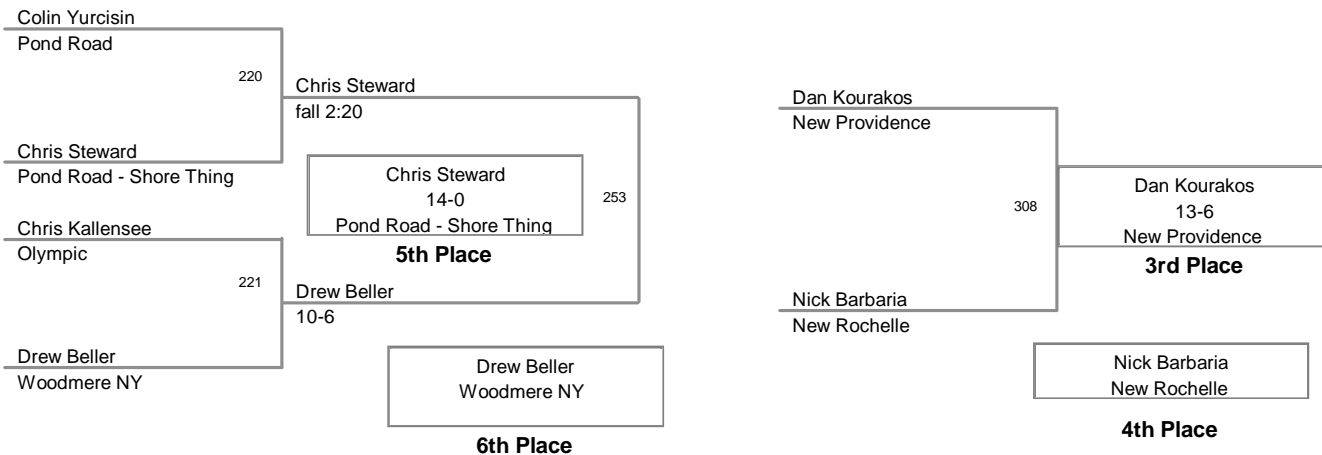 Colin Yurcisin
Pond Road
220
Chris Steward
fall 2:20
Chris Steward
Pond Road - Shore Thing
Chris Steward
14-0
Pond Road - Shore Thing
5th Place
253
Chris Kallensee
Olympic
221
Drew Beller
10-6
Drew Beller
Woodmere NY
Drew Beller
Woodmere NY
6th Place
Dan Kourakos
New Providence
308
Dan Kourakos
13-6
New Providence
3rd Place
Nick Barbaria
New Rochelle
Nick Barbaria
New Rochelle
4th Place